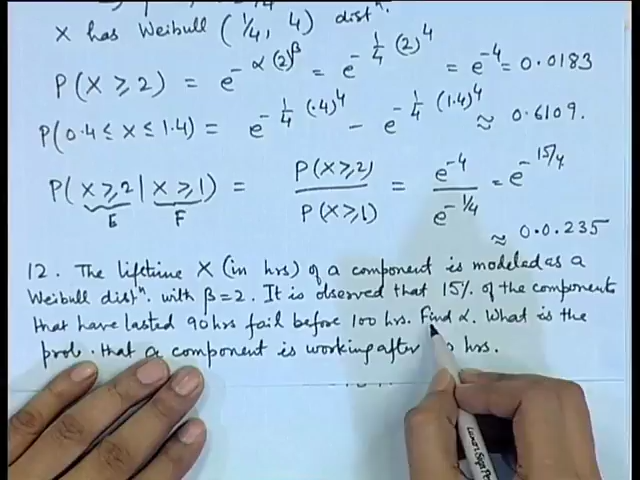 X has Weibull (1/4, 4) distⁿ.
P(X ≥ 2) = e^{-α(2)^β} = e^{-1/4 (2)^4} = e^{-4} = 0.0183
P(0.4 ≤ X ≤ 1.4) = e^{-1/4 (.4)^4} - e^{-1/4 (1.4)^4} ≈ 0.6109.
P(X ≥ 2 | X ≥ 1) = P(X ≥ 2) / P(X ≥ 1) = e^{-4} / e^{-1/4} = e^{-15/4}
E F
≈ 0.0.235
12. The lifetime X (in hrs) of a component is modeled as a
Weibull distⁿ. with β=2. It is observed that 15% of the components
that have lasted 90 hrs fail before 100 hrs. Find α. What is the
prob. that a component is working after hrs.